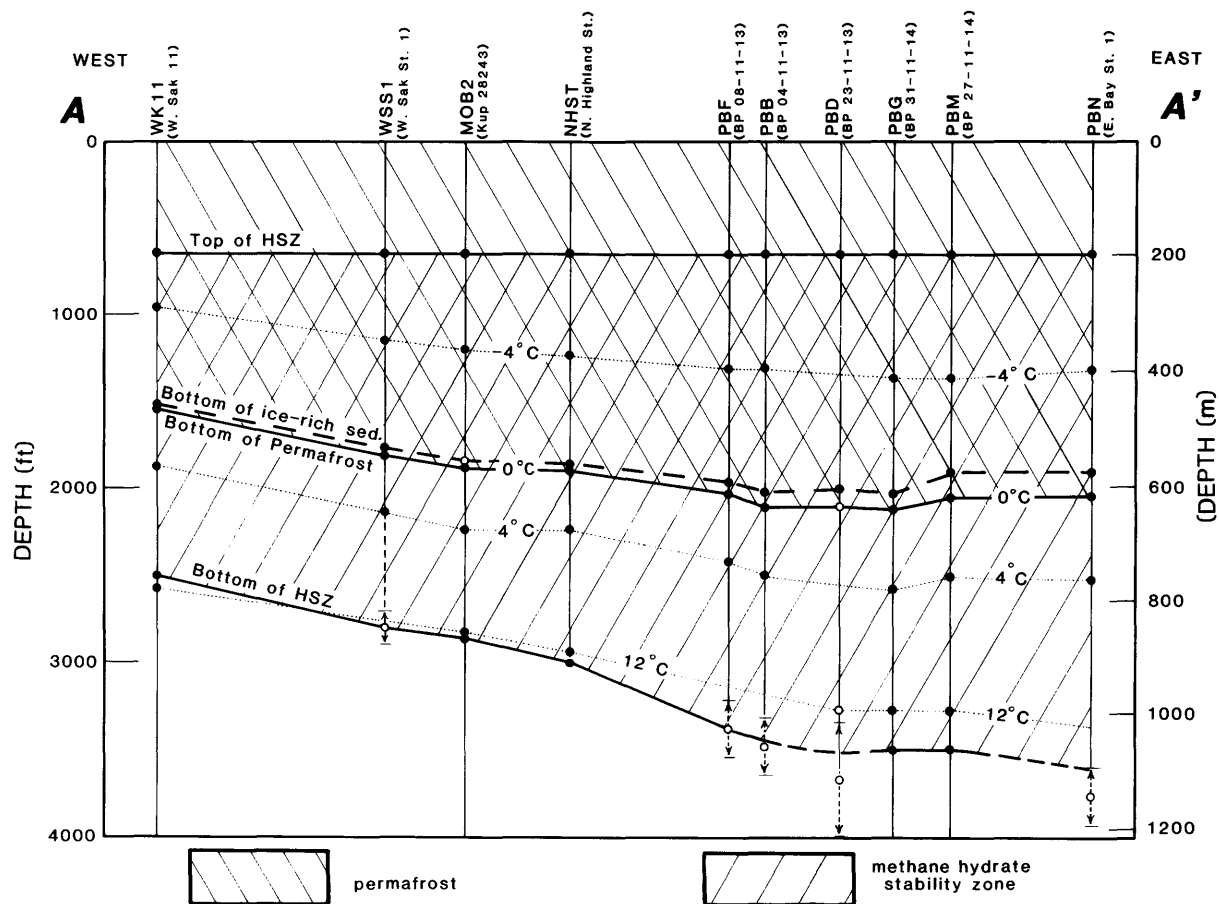 WEST
EAST
A
A'
WK11
(W. Sak 11)
WSS1
(W. Sak St. 1)
MOB2
(Kup 28243)
NHST
(N. Highland St.)
PBF
(BP 08-11-13)
PBB
(BP 04-11-13)
PBD
(BP 23-11-13)
PBG
(BP 31-11-14)
PBM
(BP 27-11-14)
PBN
(E. Bay St. 1)
0
1000
2000
3000
4000
DEPTH (ft)
0
200
400
600
800
1000
1200
(DEPTH (m)
Top of HSZ
-4°C
-4°C
Bottom of ice-rich sed.
Bottom of Permafrost
0°C
0°C
4°C
4°C
Bottom of HSZ
12°C
12°C
permafrost
methane hydrate
stability zone